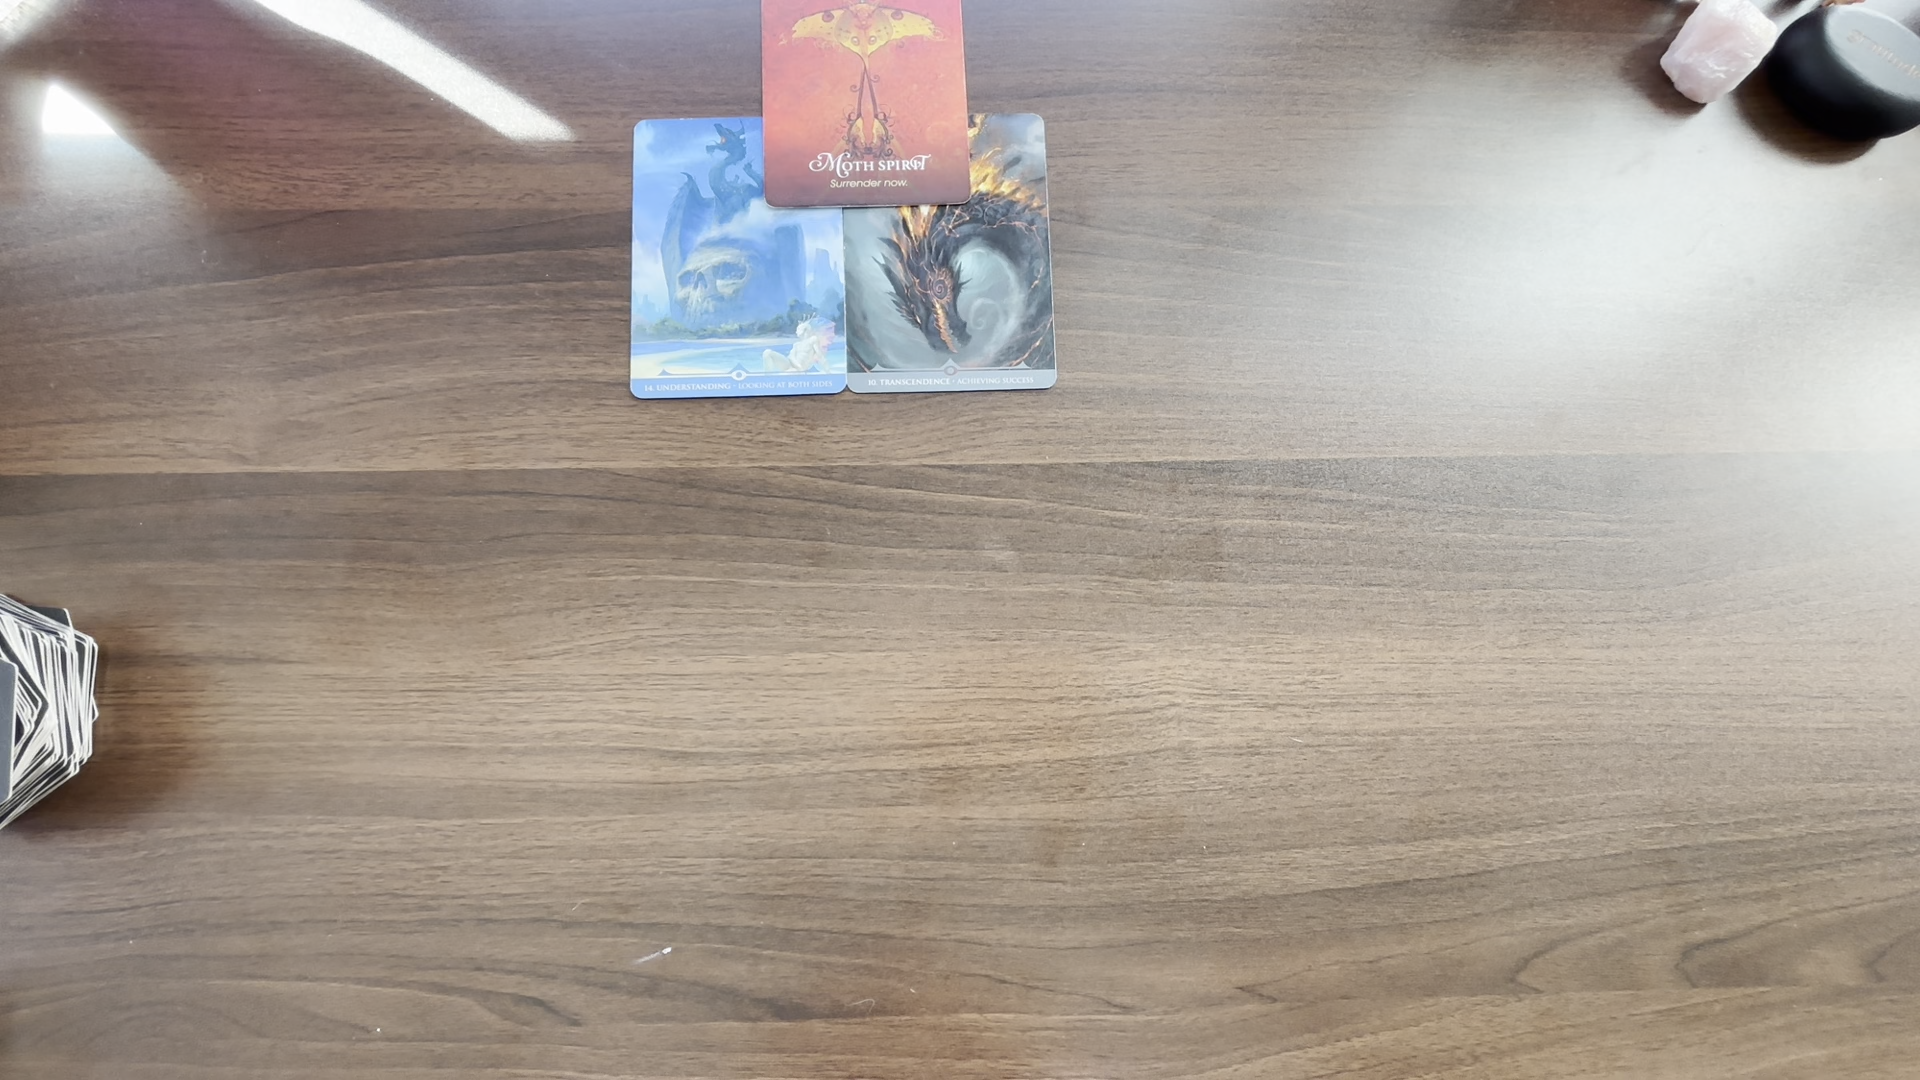 MOTH SPIRIT
Surrender now.
14. UNDERSTANDING - LOOKING AT BOTH SIDES
10. TRANSCENDENCE - ACHIEVING SUCCESS